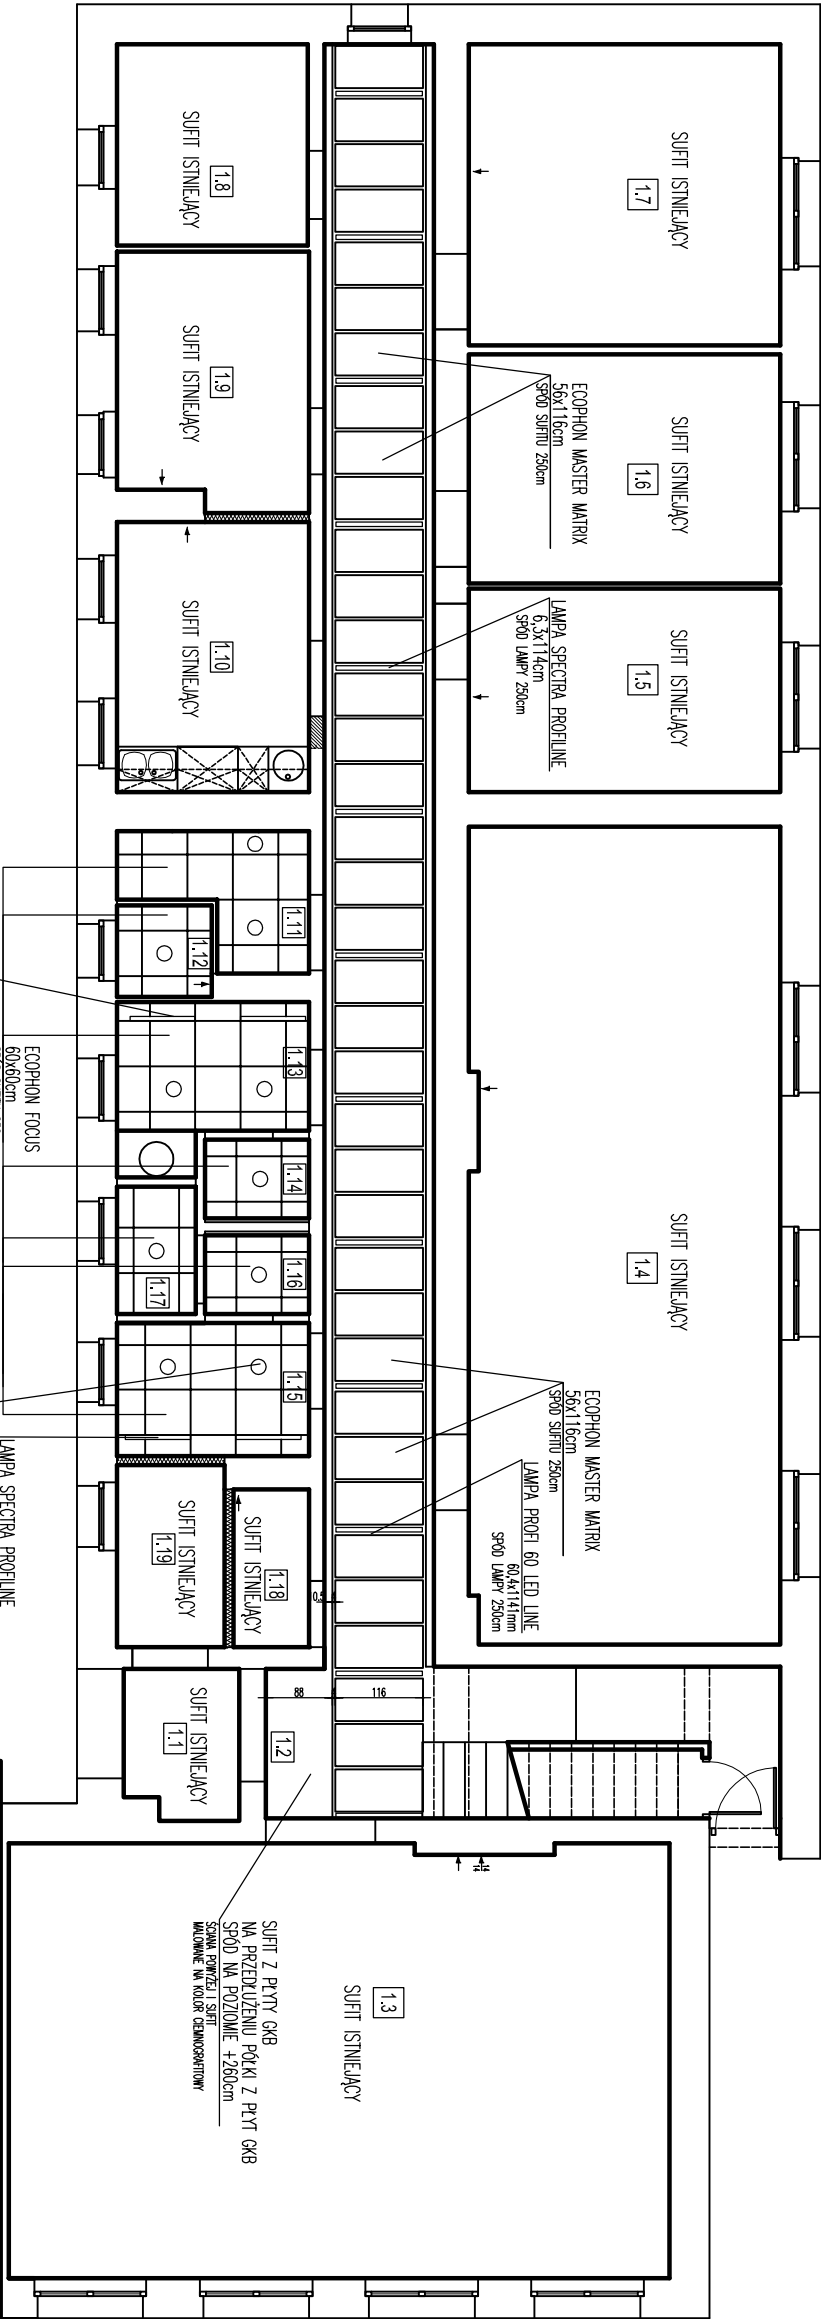 SUFIT ISTNIEJĄCY
1.7
SUFIT ISTNIEJĄCY
1.6
SUFIT ISTNIEJĄCY
1.5
SUFIT ISTNIEJĄCY
1.4
ECOPHON MASTER MATRIX
56x116cm
SPÓD SUFITU 250cm
LAMPA SPECTRA PROFILINE
6,3x114cm
SPÓD LAMPY 250cm
ECOPHON MASTER MATRIX
56x116cm
SPÓD SUFITU 250cm
LAMPA PROFI 60 LED LINE
60,4x1141mm
SPÓD LAMPY 250cm
1.8
SUFIT ISTNIEJĄCY
1.9
SUFIT ISTNIEJĄCY
1.10
SUFIT ISTNIEJĄCY
1.11
1.12
1.13
1.14
1.16
1.17
1.15
1.18
SUFIT ISTNIEJĄCY
SUFIT ISTNIEJĄCY
1.19
SUFIT ISTNIEJĄCY
1.1
1.2
88
116
14
14
1.3
SUFIT ISTNIEJĄCY
SUFIT Z PŁYTY GKB
NA PRZEDŁUŻENIU PÓŁKI Z PŁYT GKB
SPÓD NA POZIOMIE +260cm
ŚCIANA POWYŻEJ I SUFIT
MALOWANE NA KOLOR CIEMNOGRAFITOWY
ECOPHON FOCUS
60x60cm
LAMPA SPECTRA PROFILINE